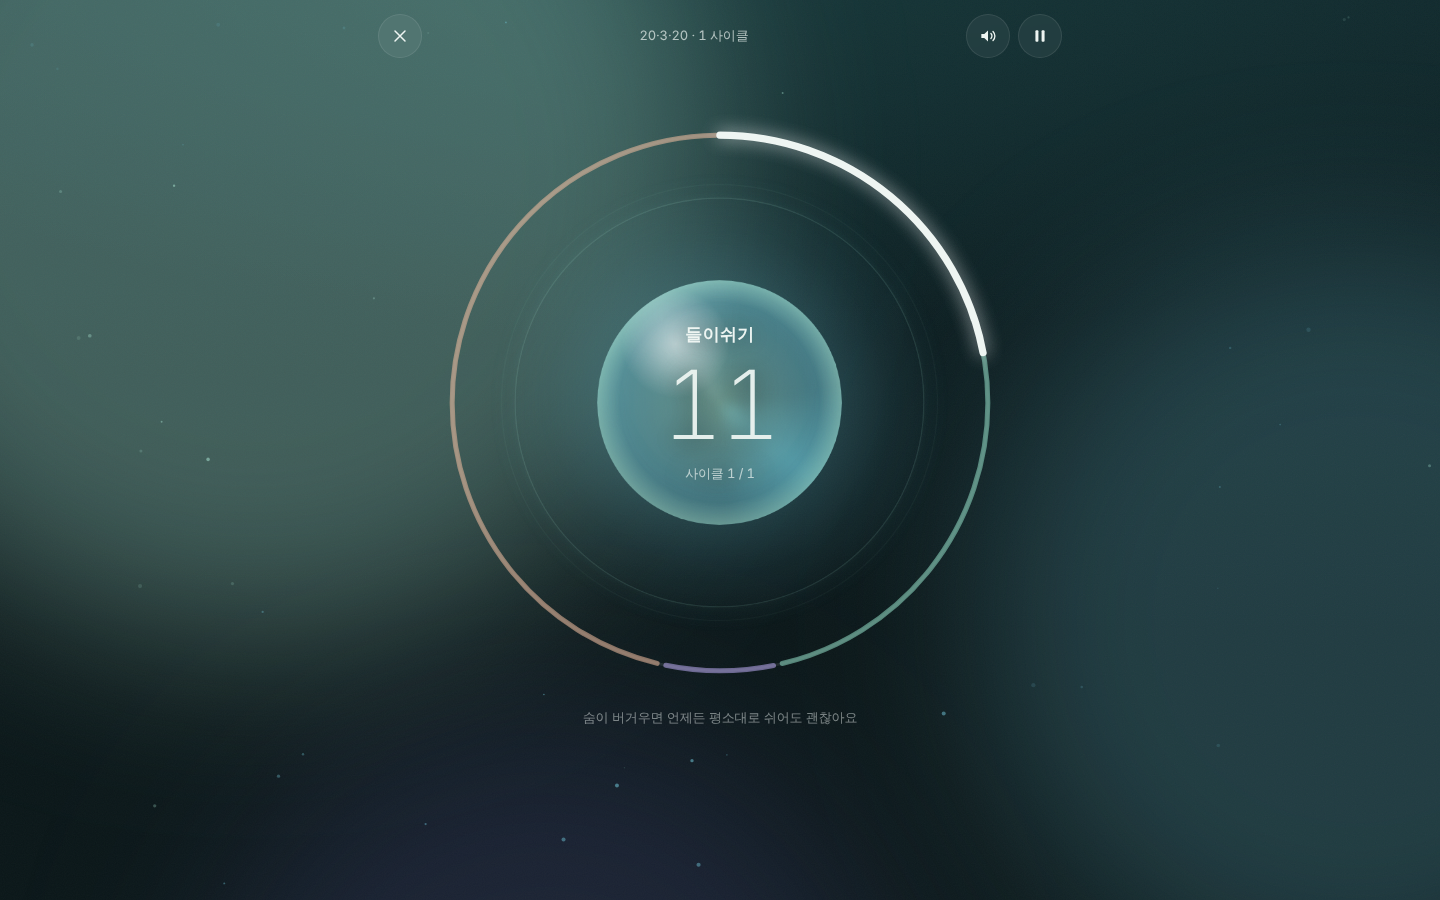 20·3·20 · 1 사이클
들이쉬기
11
사이클 1 / 1
숨이 버거우면 언제든 평소대로 쉬어도 괜찮아요